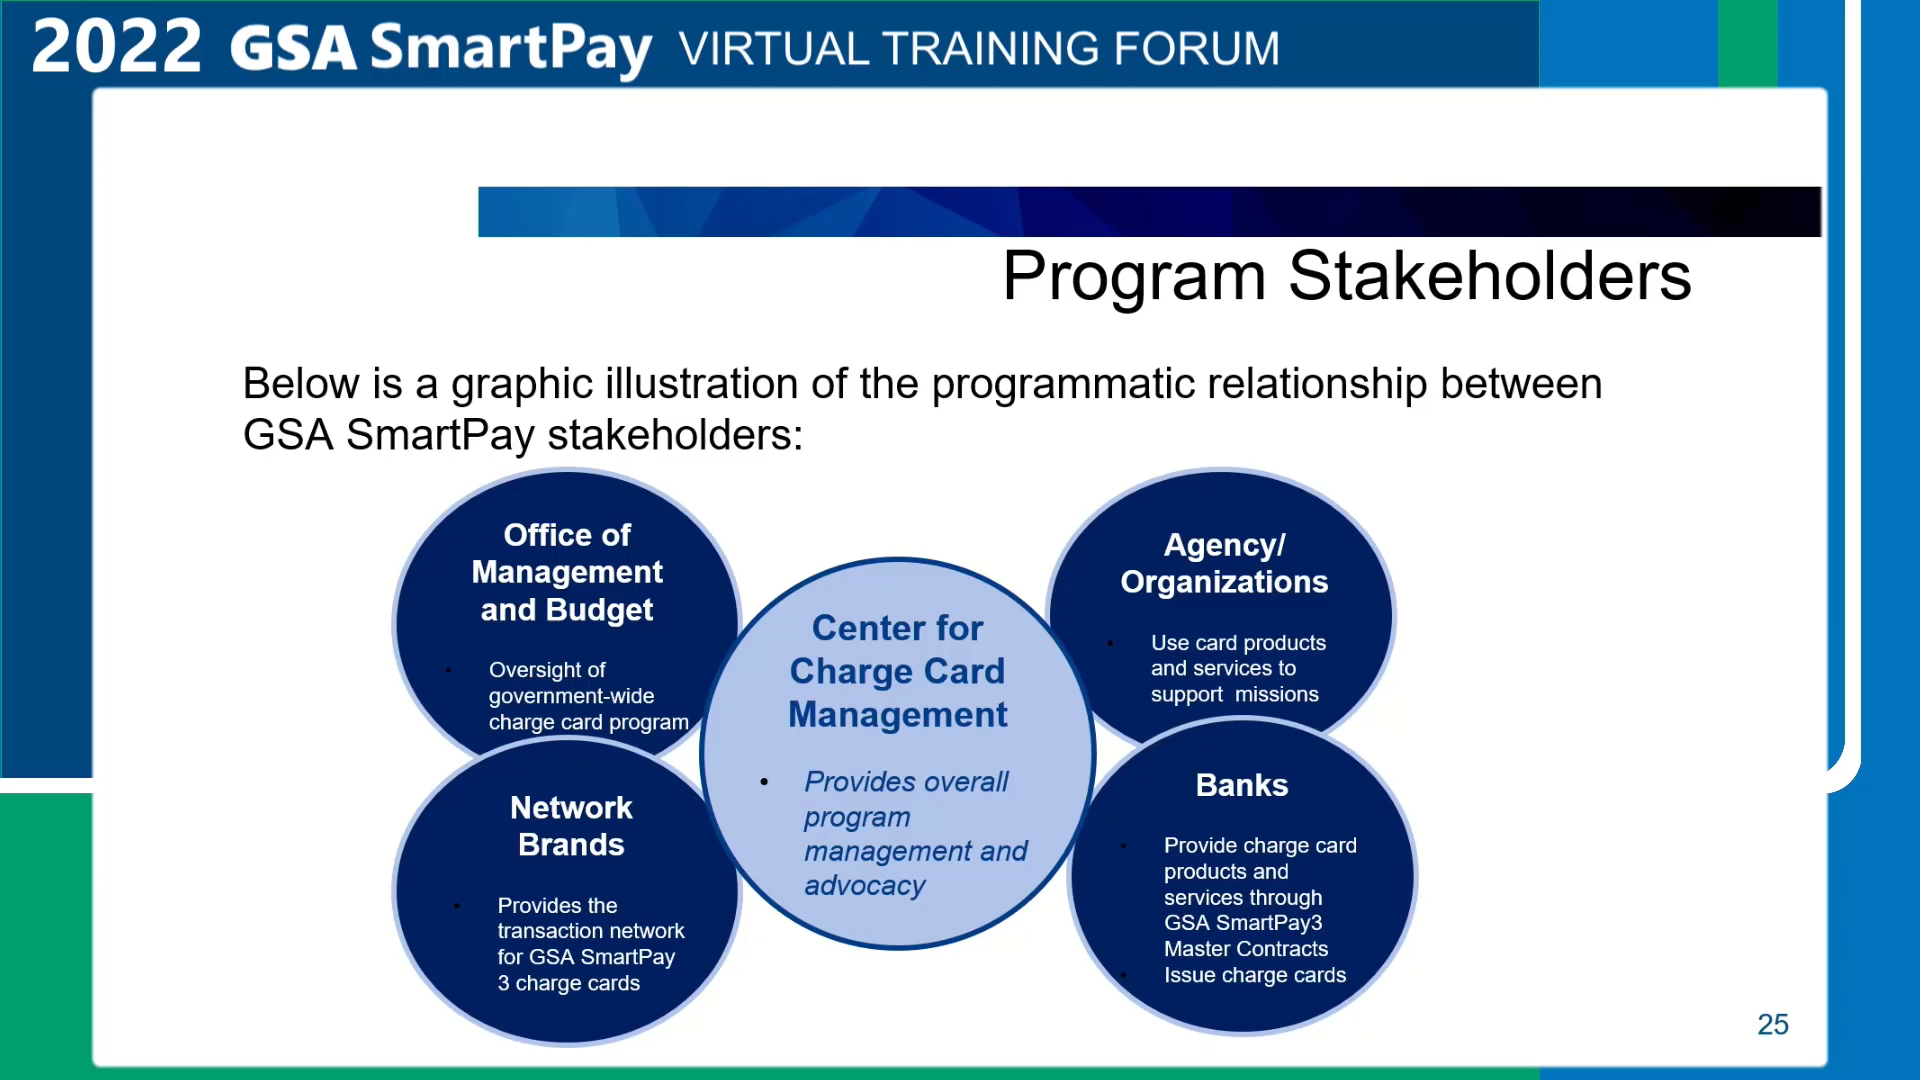 2022 GSA SmartPay VIRTUAL TRAINING FORUM
Program Stakeholders
Below is a graphic illustration of the programmatic relationship between
GSA SmartPay stakeholders:
Office of
Management
and Budget
• Oversight of
government-wide
charge card program
Agency/
Organizations
• Use card products
and services to
support missions
Center for
Charge Card
Management
• Provides overall
program
management and
advocacy
Network
Brands
• Provides the
transaction network
for GSA SmartPay
3 charge cards
Banks
• Provide charge card
products and
services through
GSA SmartPay3
Master Contracts
• Issue charge cards
25